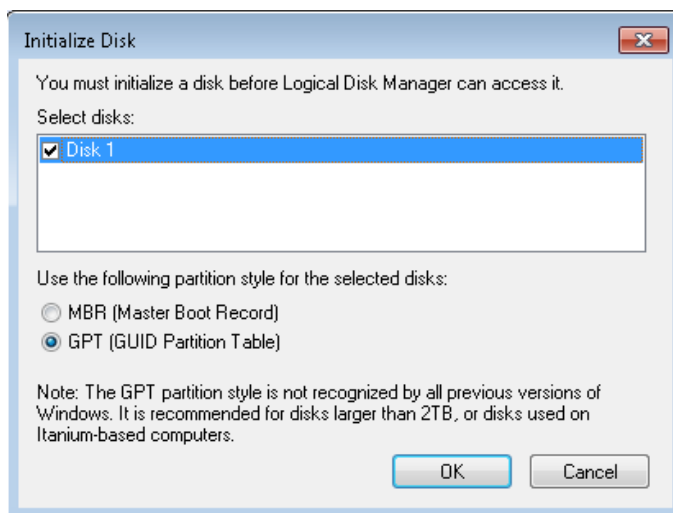 Initialize Disk
You must initialize a disk before Logical Disk Manager can access it.
Select disks:
Disk 1
Use the following partition style for the selected disks:
MBR (Master Boot Record)
GPT (GUID Partition Table)
Note: The GPT partition style is not recognized by all previous versions of
Windows. It is recommended for disks larger than 2TB, or disks used on
Itanium-based computers.
OK
Cancel